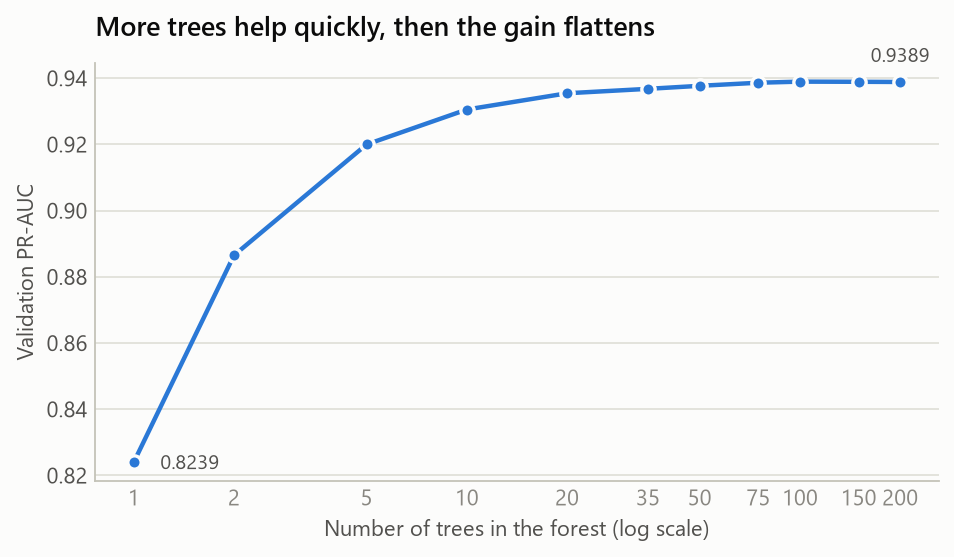 More trees help quickly, then the gain flattens
0.9389
0.94
0.92
0.90
0.88
0.86
0.84
0.82
Validation PR-AUC
0.8239
1 2 5 10 20 35 50 75 100 150 200
Number of trees in the forest (log scale)